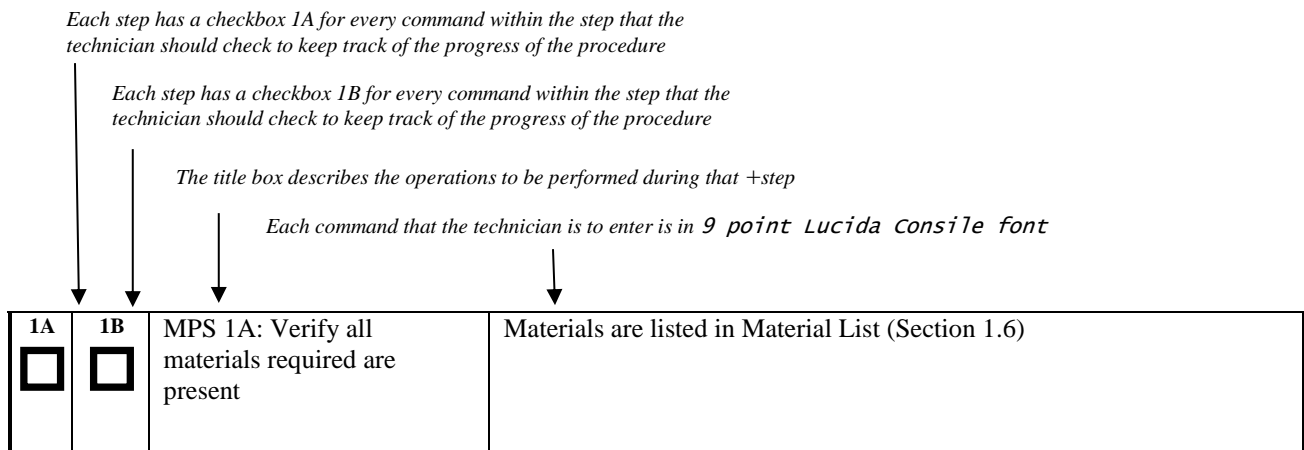 Each step has a checkbox 1A for every command within the step that the
technician should check to keep track of the progress of the procedure
Each step has a checkbox 1B for every command within the step that the
technician should check to keep track of the progress of the procedure
The title box describes the operations to be performed during that +step
Each command that the technician is to enter is in 9 point Lucida Consile font
1A 1B MPS 1A: Verify all Materials are listed in Material List (Section 1.6)
materials required are
present